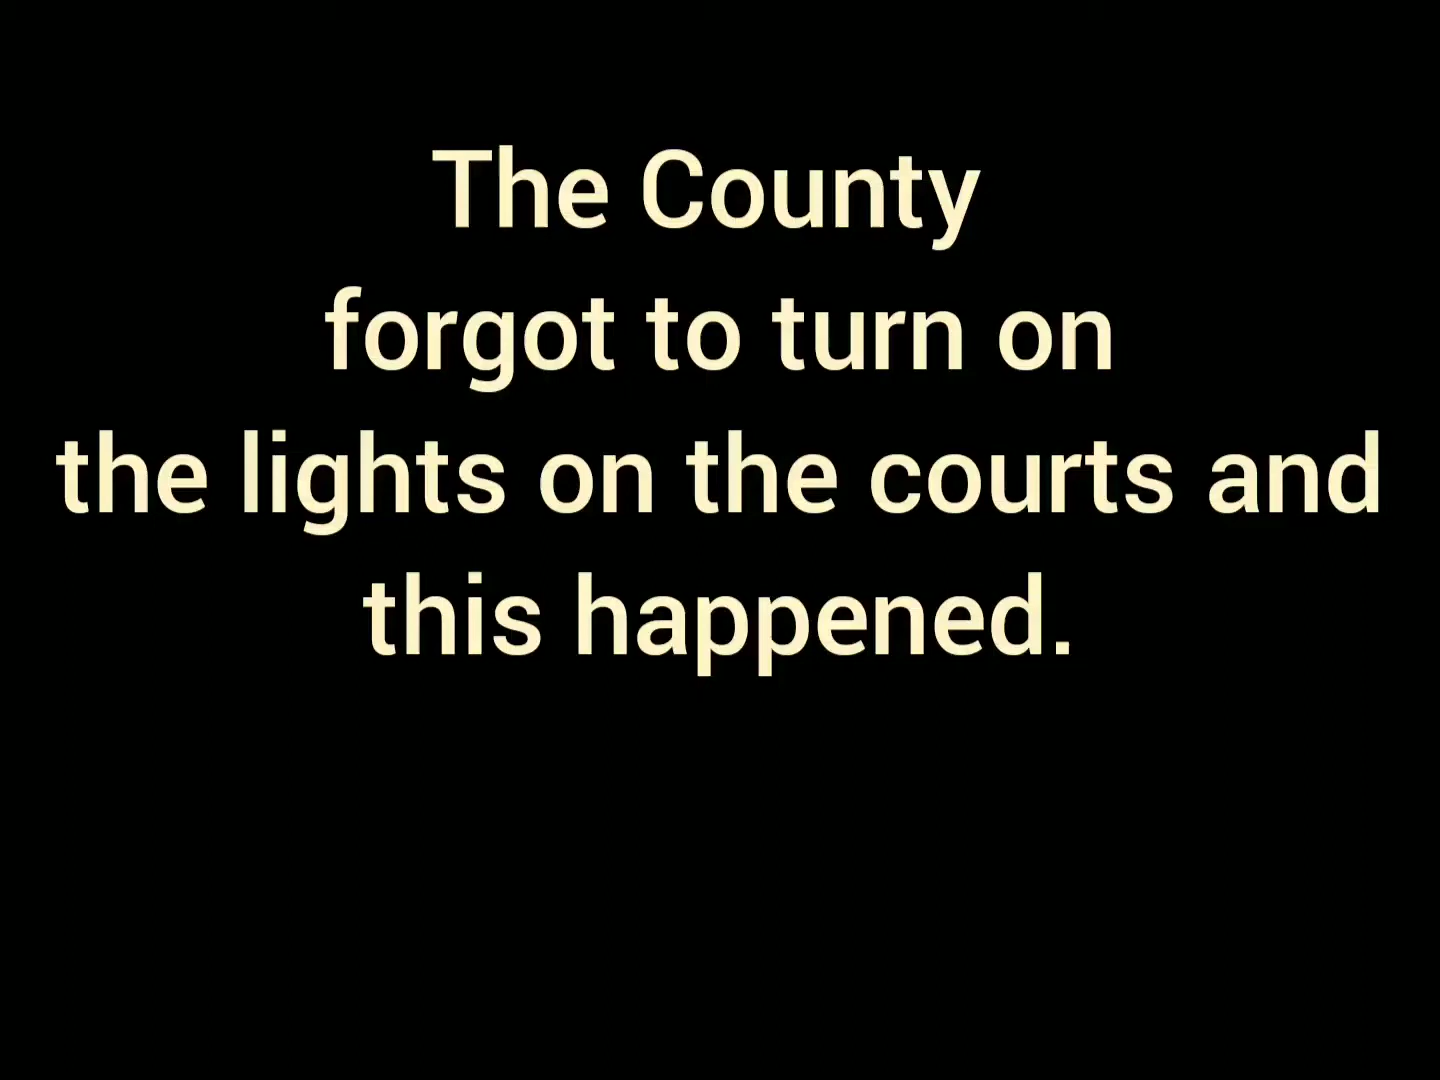 The County
forgot to turn on
the lights on the courts and
this happened.